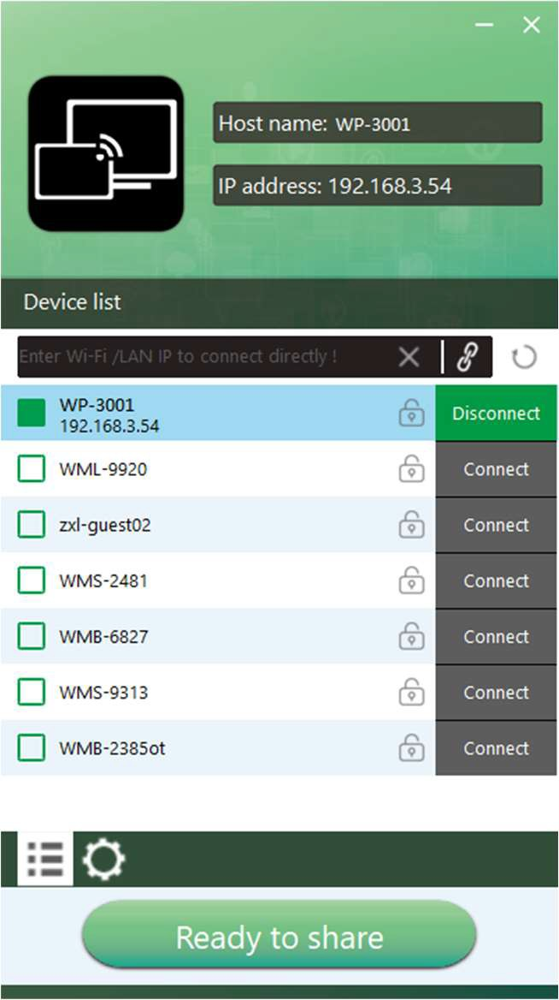 Host name: WP-3001
IP address: 192.168.3.54
Device list
Enter Wi-Fi /LAN IP to connect directly !
WP-3001
192.168.3.54
Disconnect
WML-9920
Connect
zxl-guest02
Connect
WMS-2481
Connect
WMB-6827
Connect
WMS-9313
Connect
WMB-2385ot
Connect
Ready to share